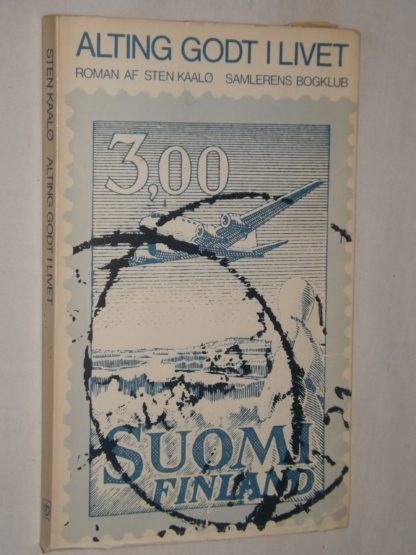 ALTING GODT I LIVET
ROMAN AF STEN KAALØ SAMLERENS BOGKLUB
STEN KAALØ ALTING GODT I LIVET
3,00
SUOMI
FINLAND